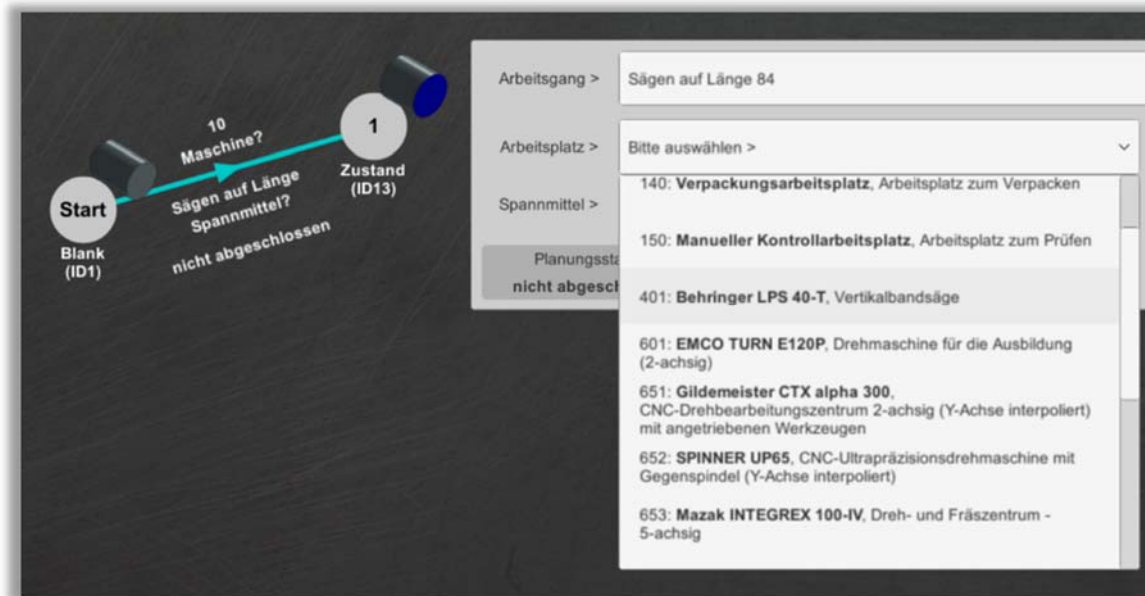 10
Maschine?
Sägen auf Länge
Spannmittel?
nicht abgeschlossen
Start
Blank
(ID1)
1
Zustand
(ID13)
Arbeitsgang >
Sägen auf Länge 84
Arbeitsplatz >
Bitte auswählen >
Spannmittel >
Planungssta
nicht abgescl
140: Verpackungsarbeitsplatz, Arbeitsplatz zum Verpacken
150: Manueller Kontrollarbeitsplatz, Arbeitsplatz zum Prüfen
401: Behringer LPS 40-T, Vertikalbandsäge
601: EMCO TURN E120P, Drehmaschine für die Ausbildung
(2-achsig)
651: Gildemeister CTX alpha 300,
CNC-Drehbearbeitungszentrum 2-achsig (Y-Achse interpoliert)
mit angetriebenen Werkzeugen
652: SPINNER UP65, CNC-Ultrapräzisionsdrehmaschine mit
Gegenspindel (Y-Achse interpoliert)
653: Mazak INTEGREX 100-IV, Dreh- und Fräszentrum -
5-achsig